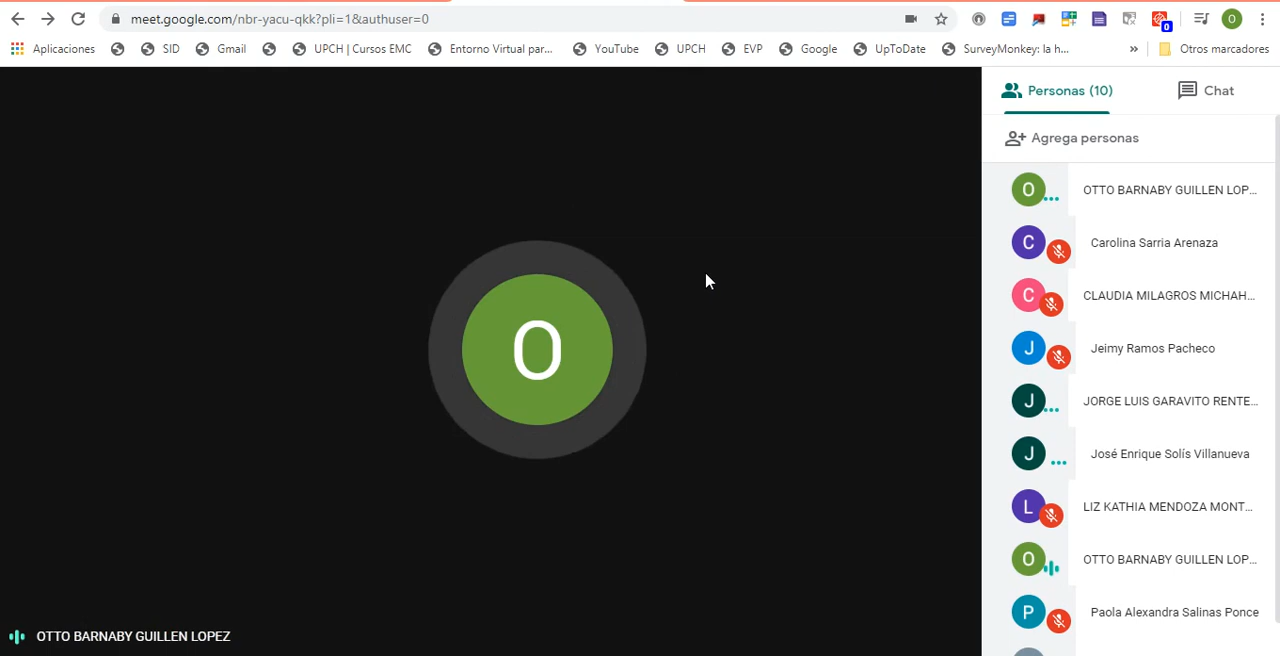 meet.google.com/nbr-yacu-qkk?pli=1&authuser=0
0
O
Aplicaciones SID Gmail UPCH | Cursos EMC Entorno Virtual par... YouTube UPCH EVP Google UpToDate SurveyMonkey: la h... » Otros marcadores
Personas (10) Chat
Agrega personas
O OTTO BARNABY GUILLEN LOP...
C Carolina Sarria Arenaza
C CLAUDIA MILAGROS MICHAH...
J Jeimy Ramos Pacheco
J JORGE LUIS GARAVITO RENTE...
J José Enrique Solís Villanueva
L LIZ KATHIA MENDOZA MONT...
O OTTO BARNABY GUILLEN LOP...
P Paola Alexandra Salinas Ponce
O
OTTO BARNABY GUILLEN LOPEZ